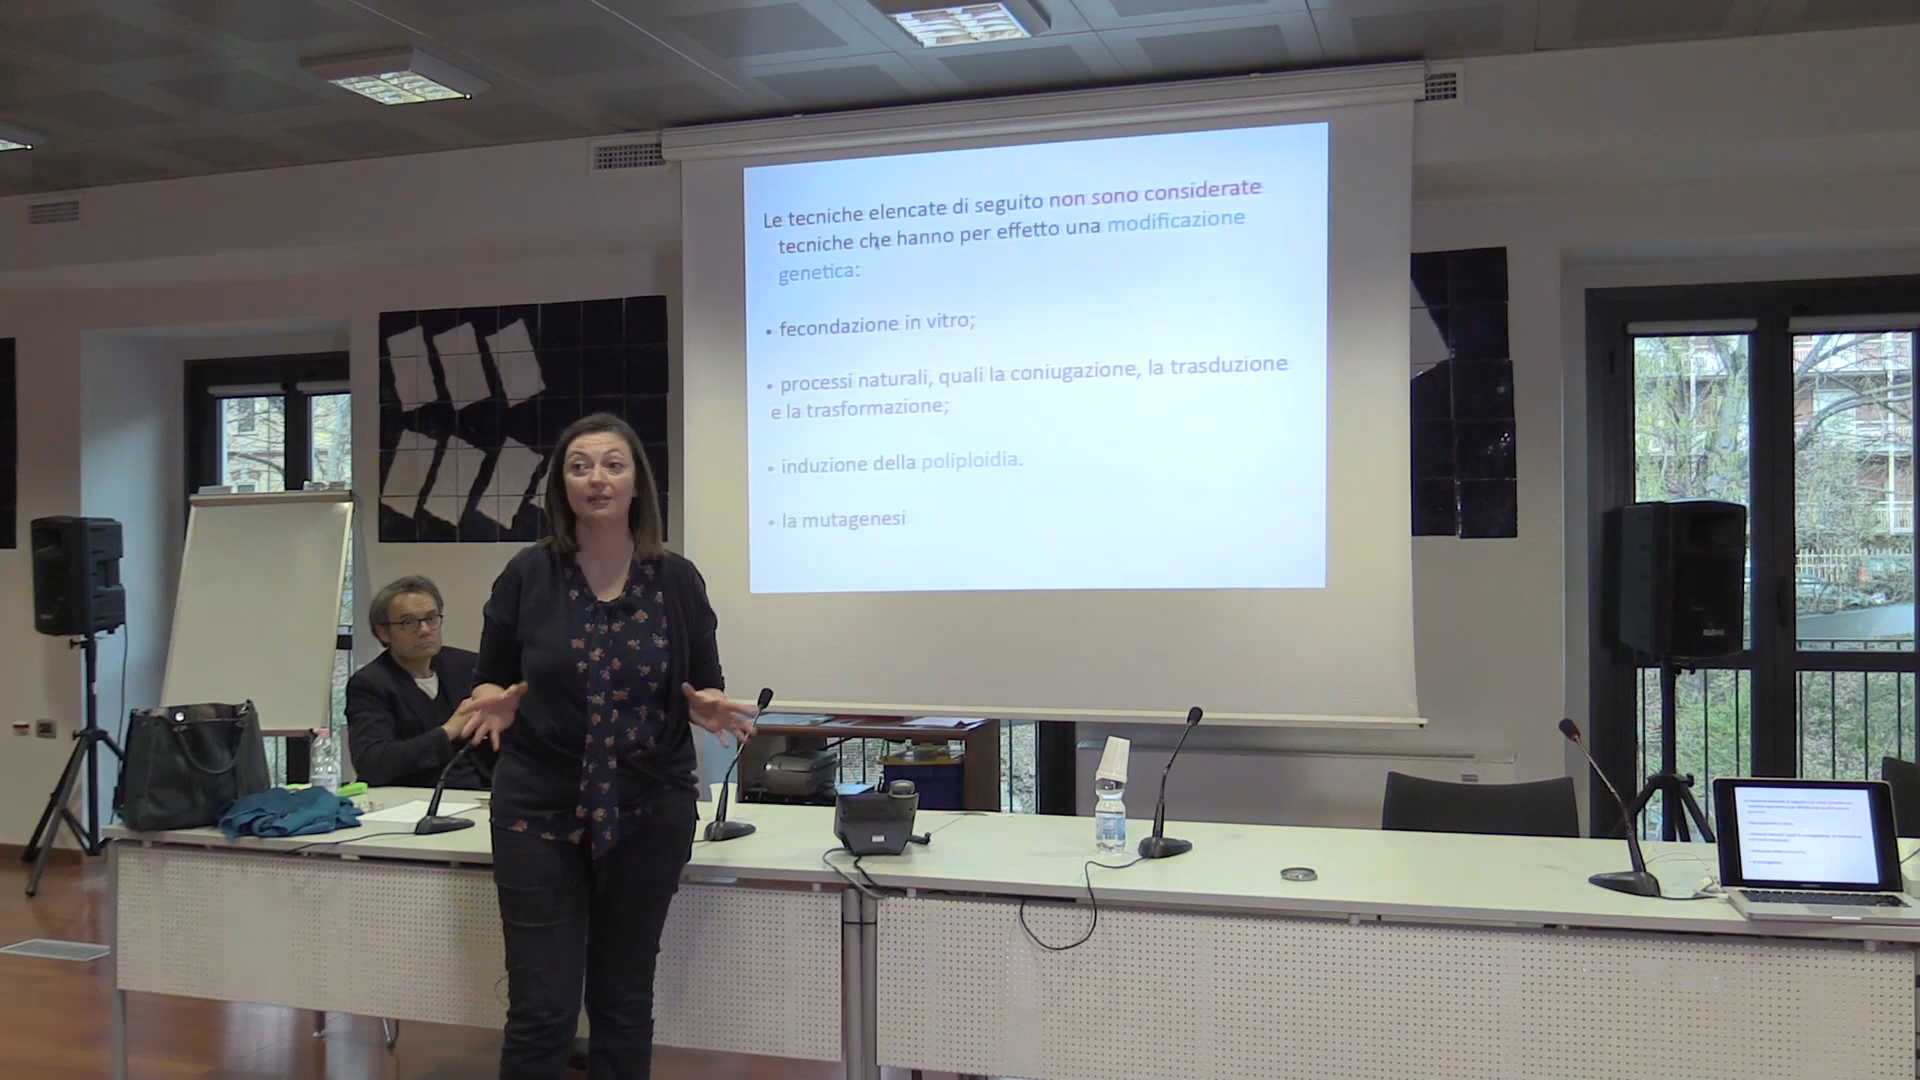 Le tecniche elencate di seguito non sono considerate
tecniche che hanno per effetto una modificazione
genetica:
• fecondazione in vitro;
• processi naturali, quali la coniugazione, la trasduzione
e la trasformazione;
• induzione della poliploidia.
• la mutagenesi